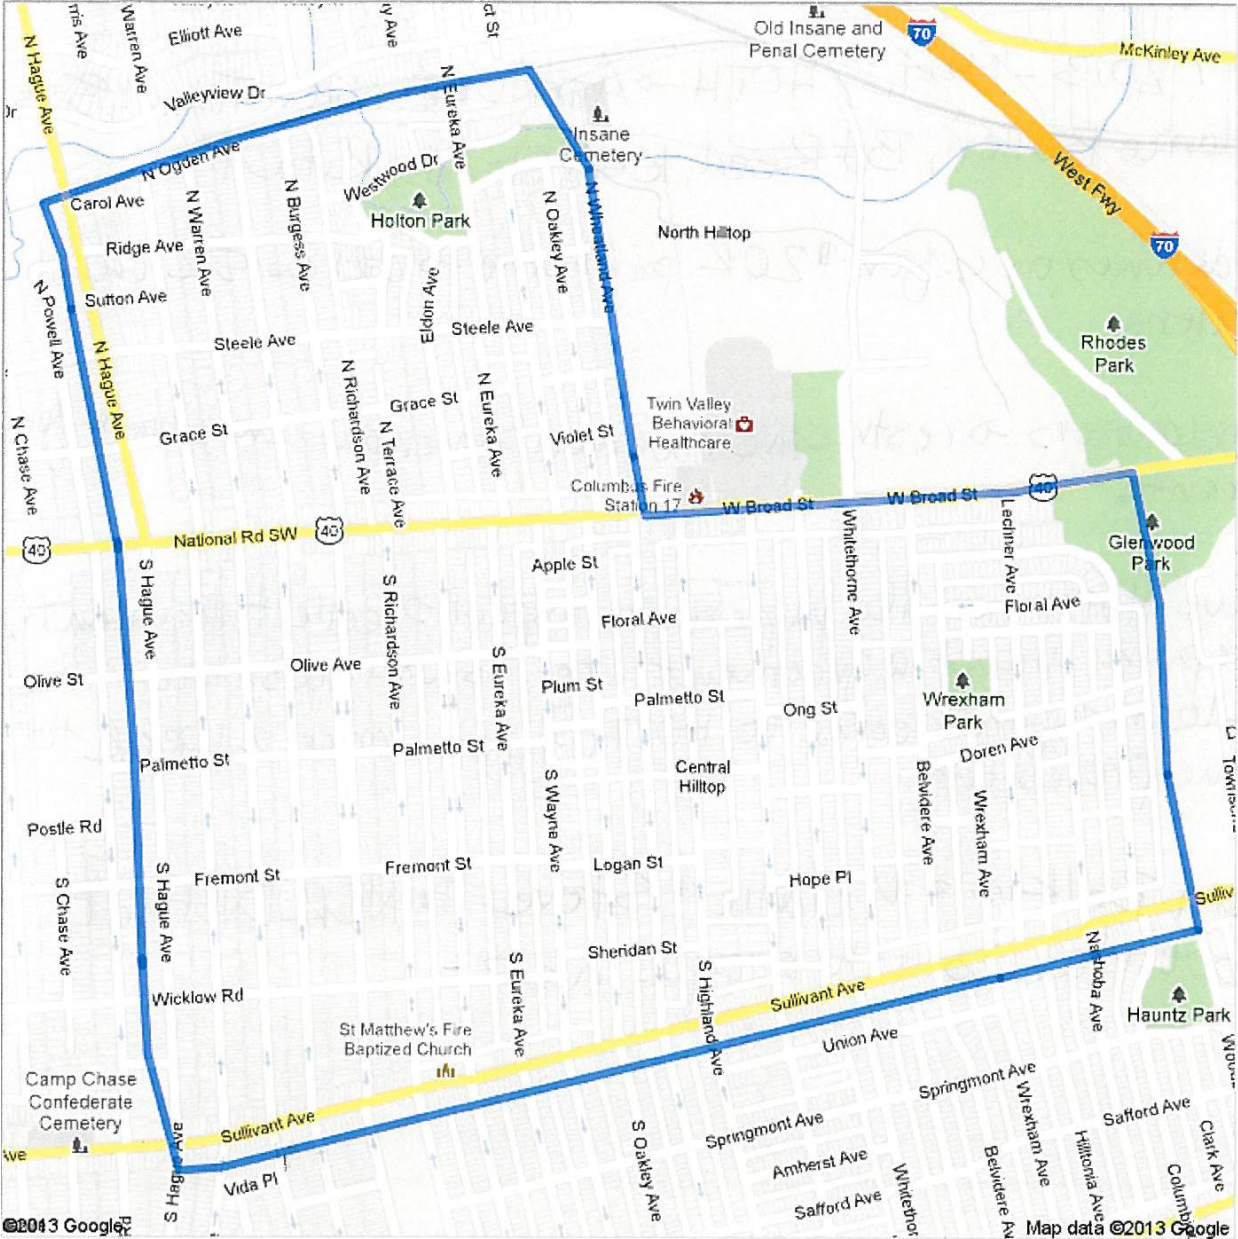 Elliott Ave
Warren Ave
Old Insane and
Penal Cemetery
70
McKinley Ave
N Hague Ave
Valleyview Dr
N Eureka Ave
Insane
Cemetery
N Ogden Ave
Westwood Dr
West Fwy
Carol Ave
N Warren Ave
N Burgess Ave
Holton Park
N Oakley Ave
N Wheatland Ave
North Hilltop
70
Ridge Ave
Sutton Ave
N Powell Ave
Eldon Ave
Steele Ave
Steele Ave
Rhodes
Park
N Hague Ave
N Richardson Ave
N Eureka Ave
Grace St
Twin Valley
Behavioral
Healthcare
N Chase Ave
Grace St
N Terrace Ave
Violet St
Columbus Fire
Station 17
W Broad St
W Broad St
40
40
National Rd SW
40
Lechner Ave
Glenwood
Park
S Hague Ave
Apple St
Whitethorne Ave
S Richardson Ave
Floral Ave
Floral Ave
Olive St
Olive Ave
S Eureka Ave
Plum St
Palmetto St
Ong St
Wrexham
Park
Palmetto St
Palmetto St
Central
Hilltop
Doren Ave
S Wayne Ave
Belvidere Ave
Wrexham Ave
Postle Rd
Fremont St
Fremont St
Logan St
Hope Pl
S Chase Ave
S Hague Ave
Sulliv
Sheridan St
S Eureka Ave
S Highland Ave
Nashoba Ave
Wicklow Rd
Sullivant Ave
Hauntz Park
St Matthew's Fire
Baptized Church
Union Ave
Camp Chase
Confederate
Cemetery
Springmont Ave
Wrexham Ave
Safford Ave
Sullivant Ave
Ave
S Hague Ave
Vida Pl
S Oakley Ave
Springmont Ave
Amherst Ave
Safford Ave
Whitethor
Belvidere Av
Hilltonia Ave
Columb
Clark Ave
©2013 Google
Map data ©2013 Google